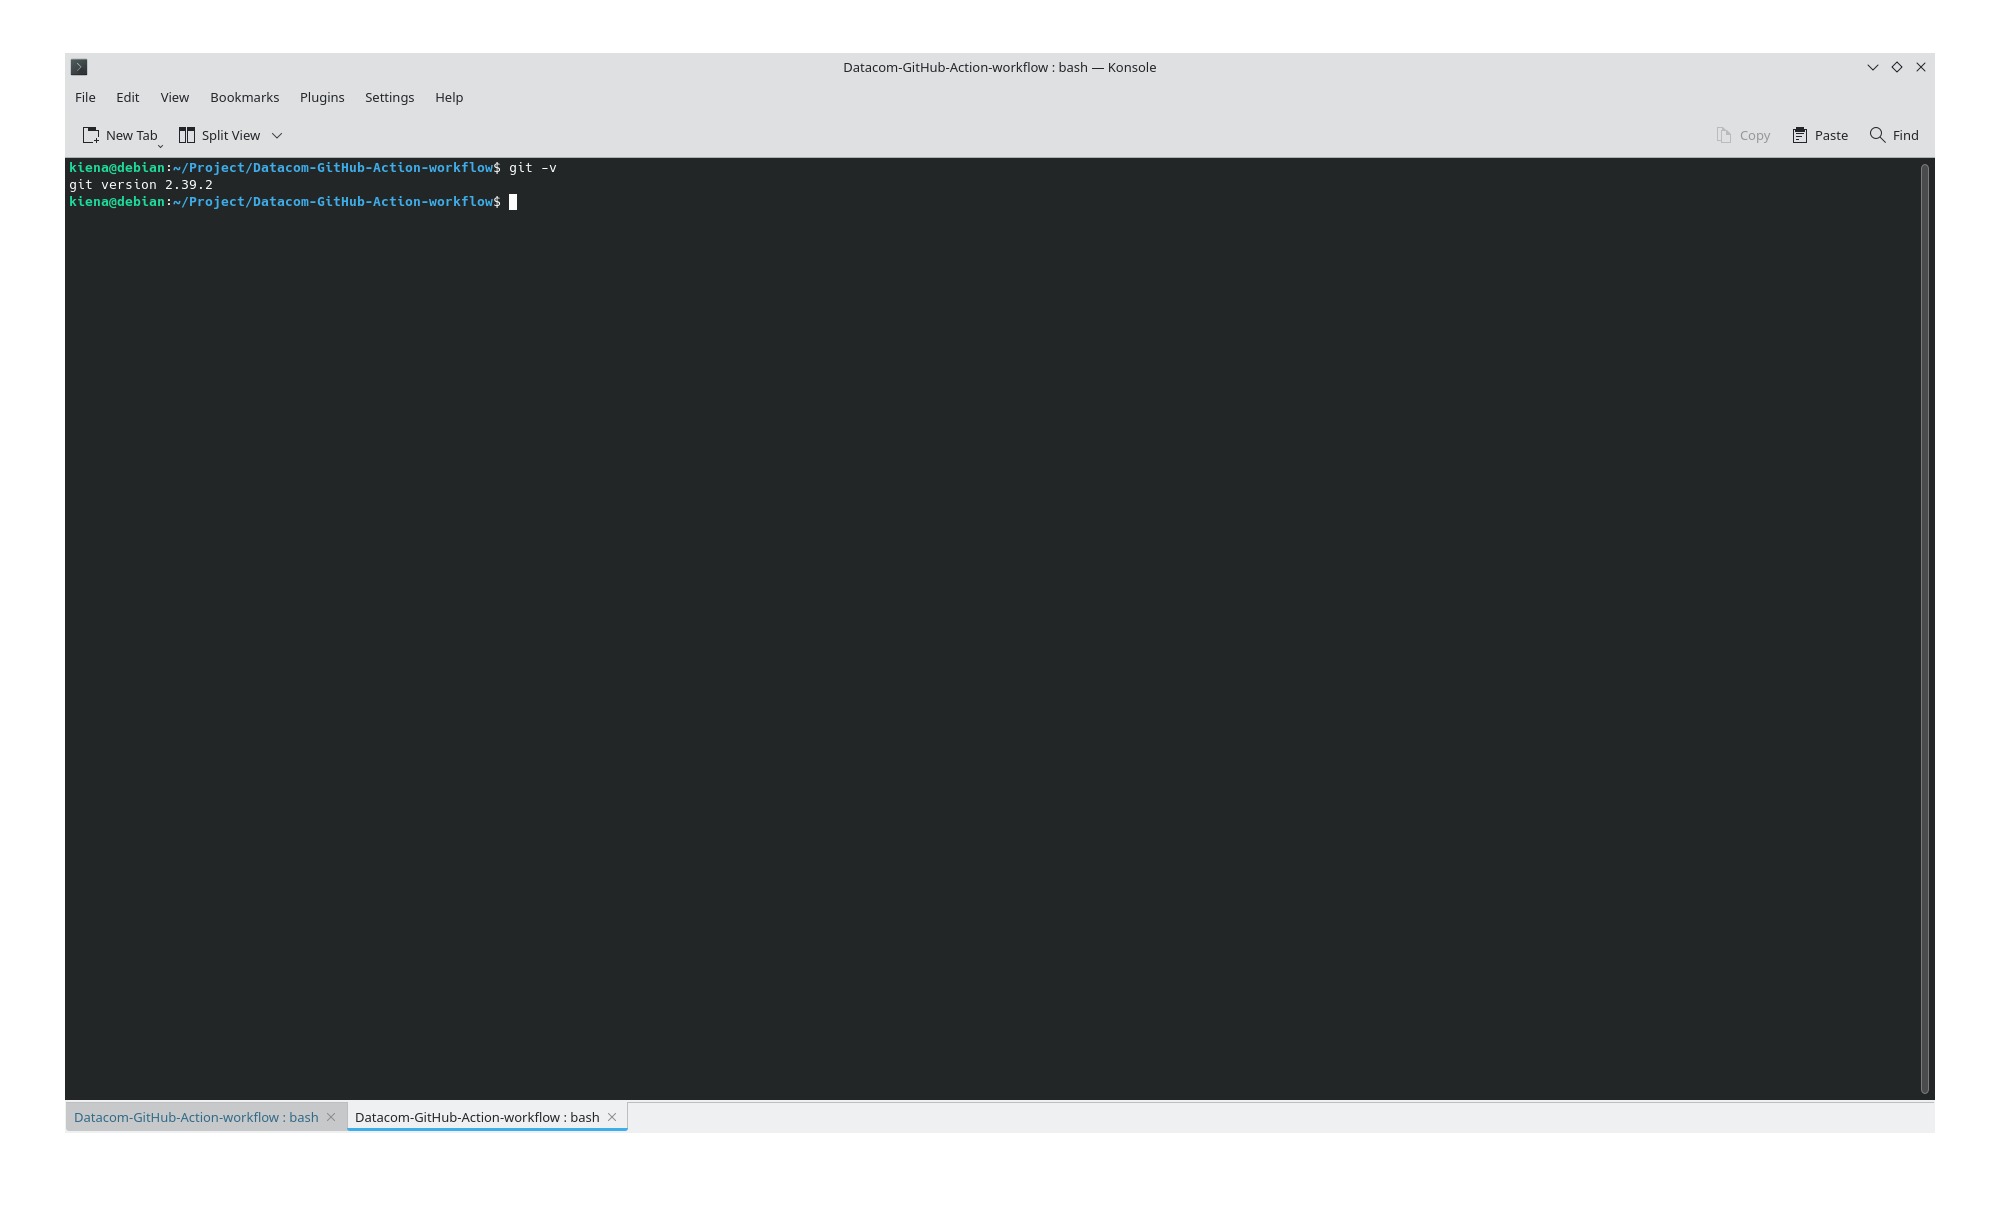 Datacom-GitHub-Action-workflow : bash — Konsole
File Edit View Bookmarks Plugins Settings Help
New Tab Split View Copy Paste Find
kiena@debian:~/Project/Datacom-GitHub-Action-workflow$ git -v
git version 2.39.2
kiena@debian:~/Project/Datacom-GitHub-Action-workflow$
Datacom-GitHub-Action-workflow : bash Datacom-GitHub-Action-workflow : bash